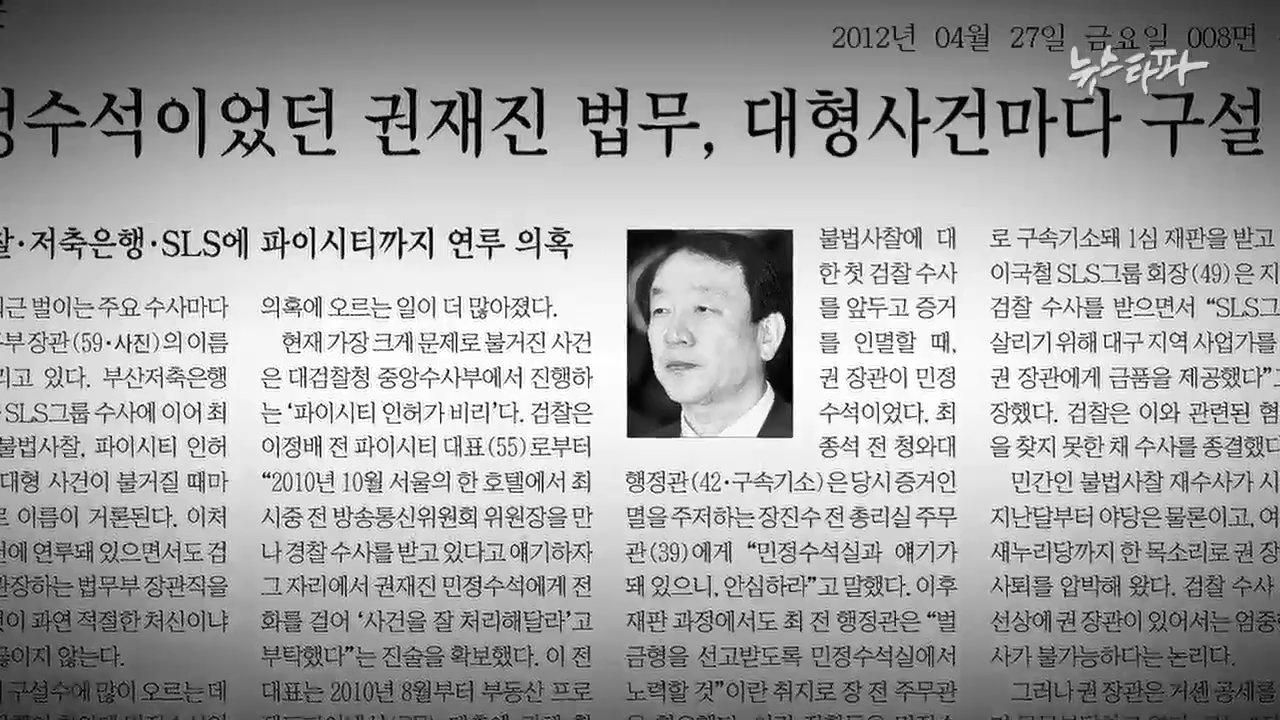 2012년 04월 27일 금요일 008면
뉴스타파
정수석이었던 권재진 법무, 대형사건마다 구설
찰·저축은행·SLS에 파이시티까지 연루 의혹
최근 벌이는 주요 수사마다
무부 장관(59·사진)의 이름
리고 있다. 부산저축은행
·SLS그룹 수사에 이어 최
불법사찰, 파이시티 인허
대형 사건이 불거질 때마
로 이름이 거론된다. 이처
건에 연루돼 있으면서도 검
관장하는 법무부 장관직을
것이 과연 적절한 처신이냐
끊이지 않는다.
구설수에 많이 오르는 데
의혹에 오르는 일이 더 많아졌다.
현재 가장 크게 문제로 불거진 사건
은 대검찰청 중앙수사부에서 진행하
는 ‘파이시티 인허가 비리’다. 검찰은
이정배 전 파이시티 대표(55)로부터
“2010년 10월 서울의 한 호텔에서 최
시중 전 방송통신위원회 위원장을 만
나 경찰 수사를 받고 있다고 얘기하자
그 자리에서 권재진 민정수석에게 전
화를 걸어 ‘사건을 잘 처리해달라’고
부탁했다”는 진술을 확보했다. 이 전
대표는 2010년 8월부터 부동산 프로
불법사찰에 대
한 첫 검찰 수사
를 앞두고 증거
를 인멸할 때,
권 장관이 민정
수석이었다. 최
종석 전 청와대
행정관(42·구속기소)은 당시 증거인
멸을 주저하는 장진수 전 총리실 주무
관(39)에게 “민정수석실과 얘기가
돼 있으니, 안심하라”고 말했다. 이후
재판 과정에서도 최 전 행정관은 “벌
금형을 선고받도록 민정수석실에서
노력할 것”이란 취지로 장 전 주무관
로 구속기소돼 1심 재판을 받고
이국철 SLS그룹 회장(49)은 지
검찰 수사를 받으면서 “SLS그
살리기 위해 대구 지역 사업가를
권 장관에게 금품을 제공했다”고
장했다. 검찰은 이와 관련된 혐
을 찾지 못한 채 수사를 종결했다
민간인 불법사찰 재수사가 시
지난달부터 야당은 물론이고, 여
새누리당까지 한 목소리로 권 장
사퇴를 압박해 왔다. 검찰 수사
선상에 권 장관이 있어서는 엄중한
사가 불가능하다는 논리다.
그러나 권 장관은 거센 공세를